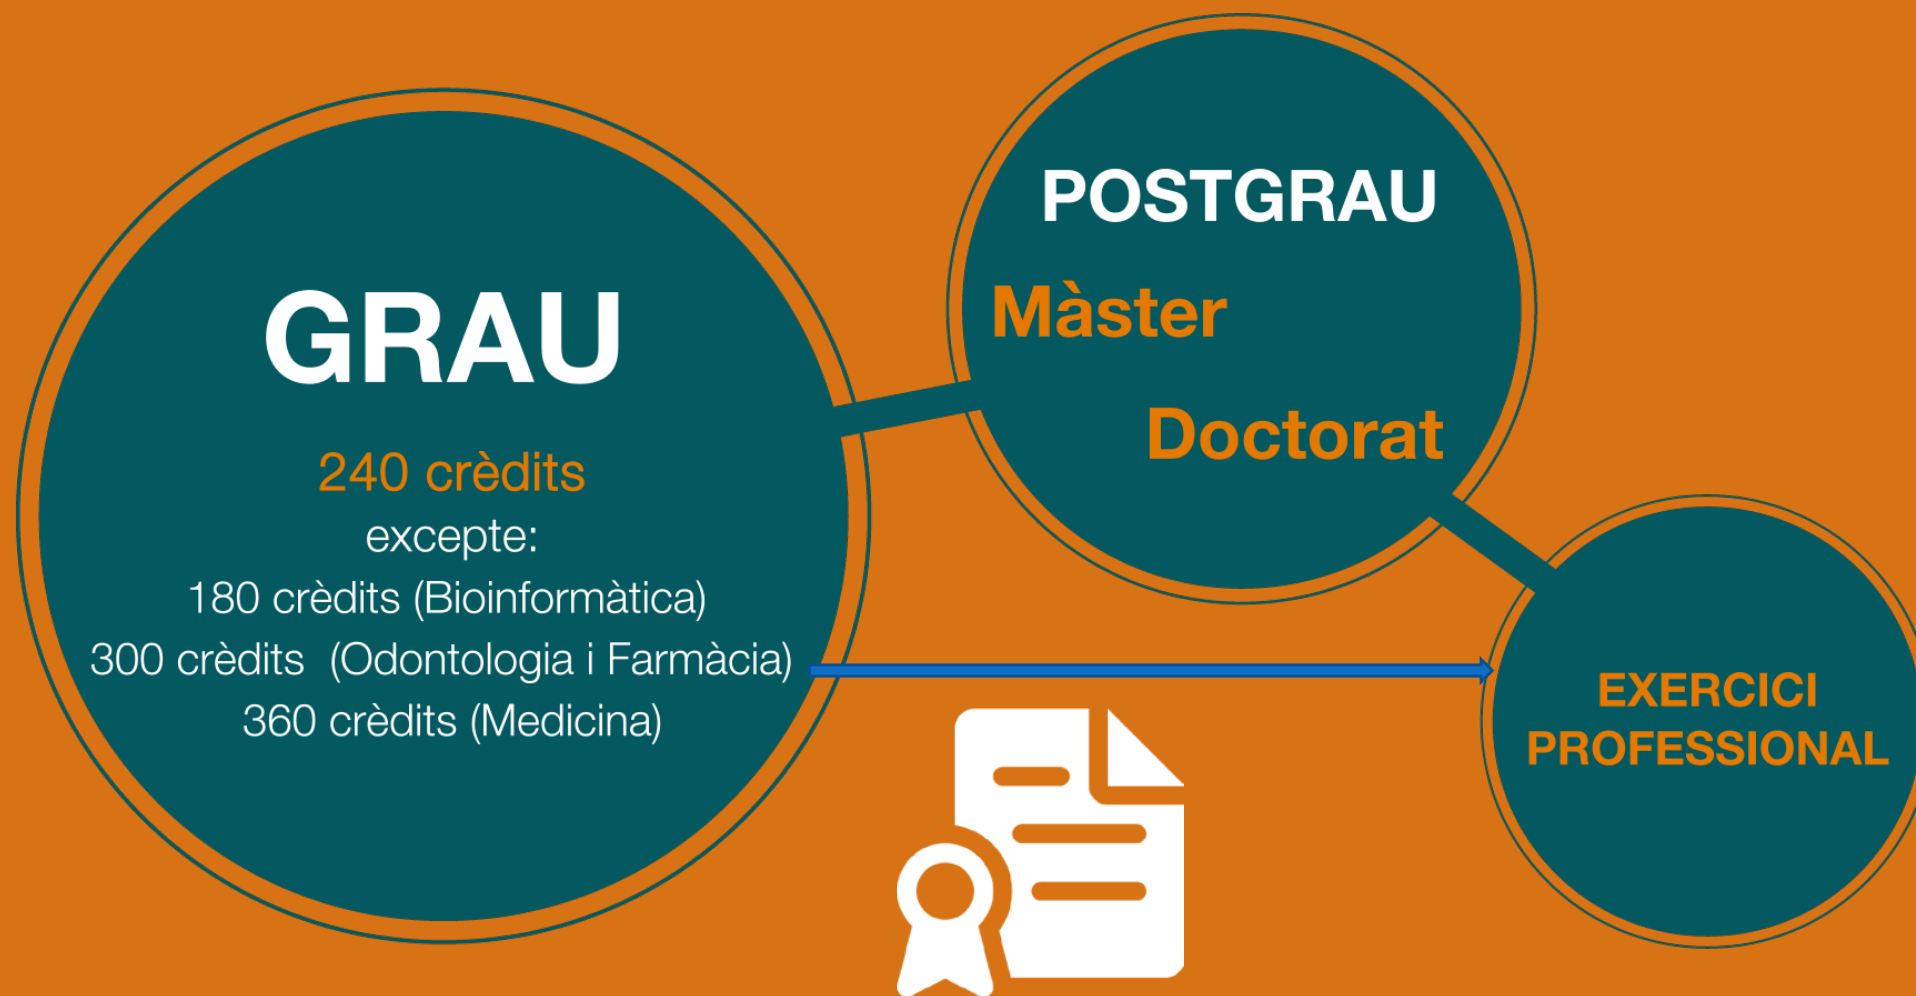 GRAU
240 crèdits
excepte:
180 crèdits (Bioinformàtica)
300 crèdits (Odontologia i Farmàcia)
360 crèdits (Medicina)
POSTGRAU
Màster
Doctorat
EXERCICI
PROFESSIONAL